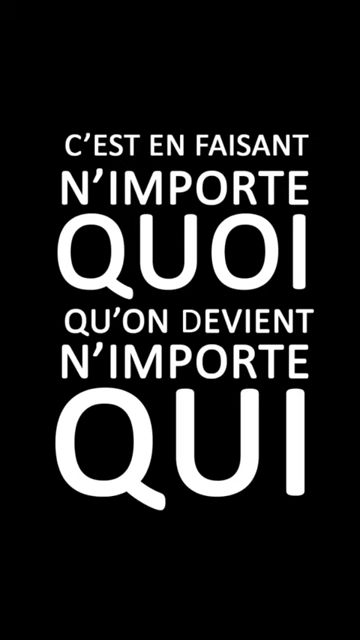 C’EST EN FAISANT
N’IMPORTE
QUOI
QU’ON DEVIENT
N’IMPORTE
QUI